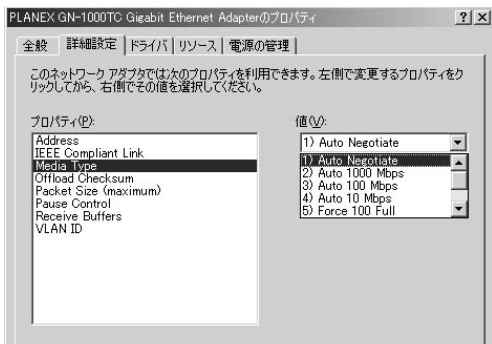 PLANEX GN-1000TC Gigabit Ethernet Adapterのプロパティ
全般 詳細設定 ドライバ リソース 電源の管理
このネットワーク アダプタでは次のプロパティを利用できます。左側で変更するプロパティをク
リックしてから、右側でその値を選択してください。
プロパティ(P):
値(V):
Address
IEEE Compliant Link
Media Type
Offload Checksum
Packet Size (maximum)
Pause Control
Receive Buffers
VLAN ID
1) Auto Negotiate
1) Auto Negotiate
2) Auto 1000 Mbps
3) Auto 100 Mbps
4) Auto 10 Mbps
5) Force 100 Full